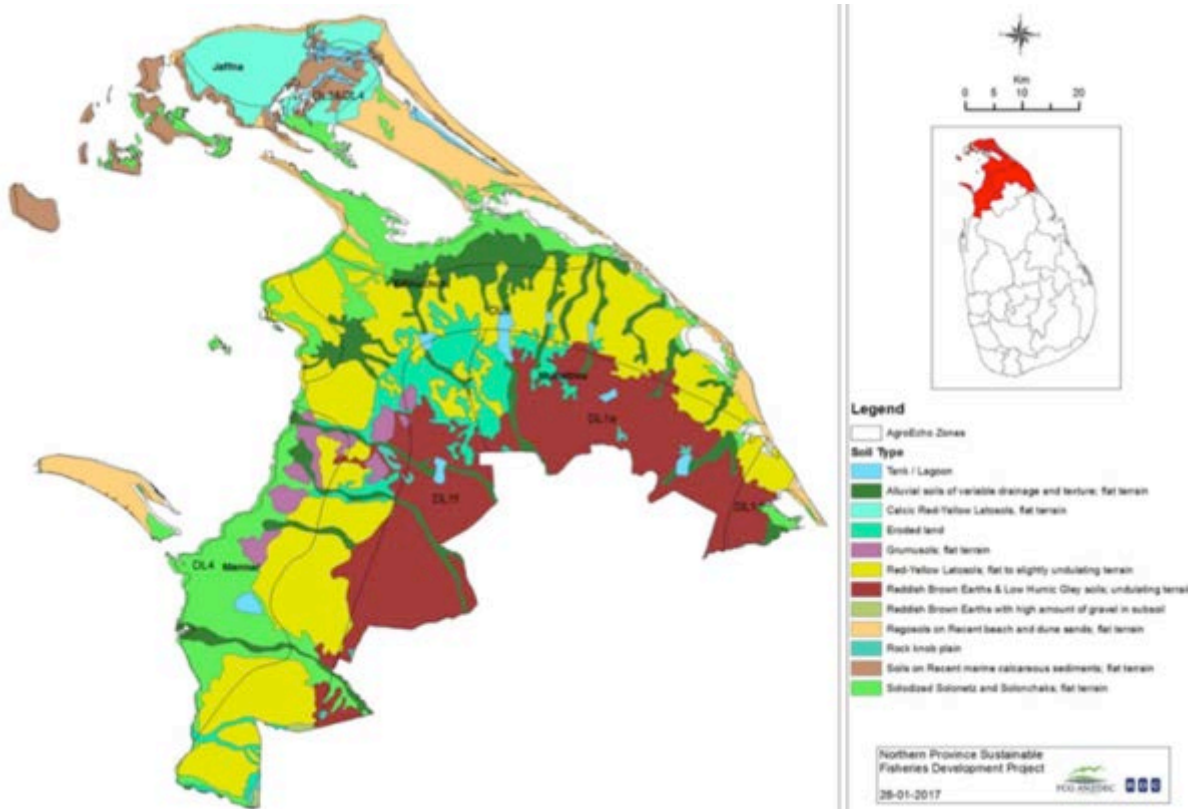 Jaffna
DL3&DL4
DL1e
DL1f
DL4
Mannar
Km
0 5 10 20
Legend
AgroEcho Zones
Soil Type
Tank / Lagoon
Alluvial soils of variable drainage and texture; flat terrain
Calcic Red-Yellow Latosols, flat terrain
Eroded land
Grumusols; flat terrain
Red-Yellow Latosols; flat to slightly undulating terrain
Reddish Brown Earths & Low Humic Gley soils; undulating terrai
Reddish Brown Earths with high amount of gravel in subsoil
Regosols on Recent beach and dune sands; flat terrain
Rock knob plain
Soils on Recent marine calcareous sediments; flat terrain
Solodized Solonetz and Solonchaks; flat terrain
Northern Province Sustainable
Fisheries Development Project
28-01-2017